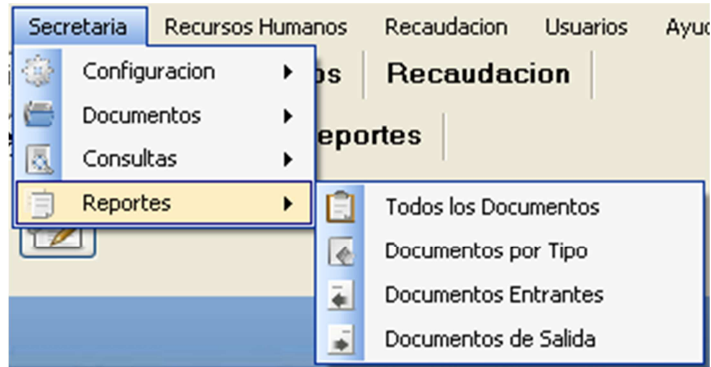 Secretaria Recursos Humanos Recaudacion Usuarios
Configuracion
Recaudacion
Documentos
Consultas
Reportes
Todos los Documentos
Documentos por Tipo
Documentos Entrantes
Documentos de Salida